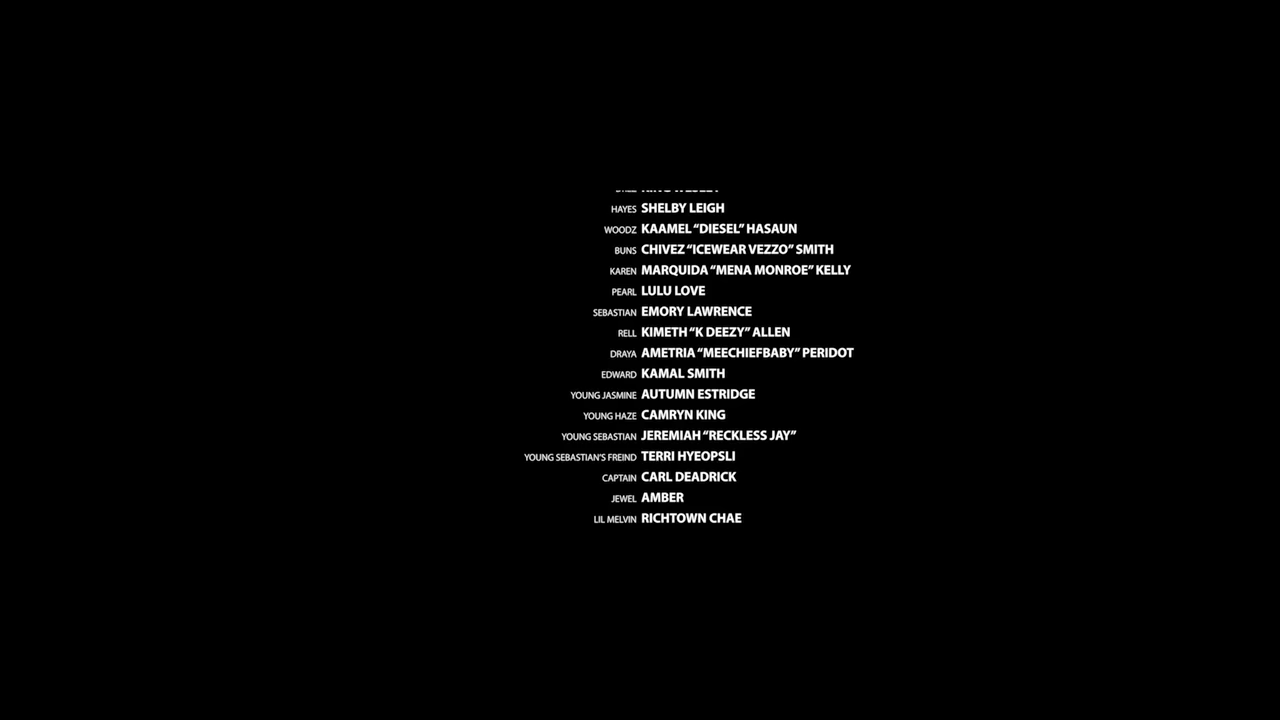 HAYES SHELBY LEIGH
WOODZ KAAMEL “DIESEL” HASAUN
BUNS CHIVEZ “ICEWEAR VEZZO” SMITH
KAREN MARQUIDA “MENA MONROE” KELLY
PEARL LULU LOVE
SEBASTIAN EMORY LAWRENCE
RELL KIMETH “K DEEZY” ALLEN
DRAYA AMETRIA “MEECHIEFBABY” PERIDOT
EDWARD KAMAL SMITH
YOUNG JASMINE AUTUMN ESTRIDGE
YOUNG HAZE CAMRYN KING
YOUNG SEBASTIAN JEREMIAH “RECKLESS JAY”
YOUNG SEBASTIAN’S FREIND TERRI HYEOPSLI
CAPTAIN CARL DEADRICK
JEWEL AMBER
LIL MELVIN RICHTOWN CHAE